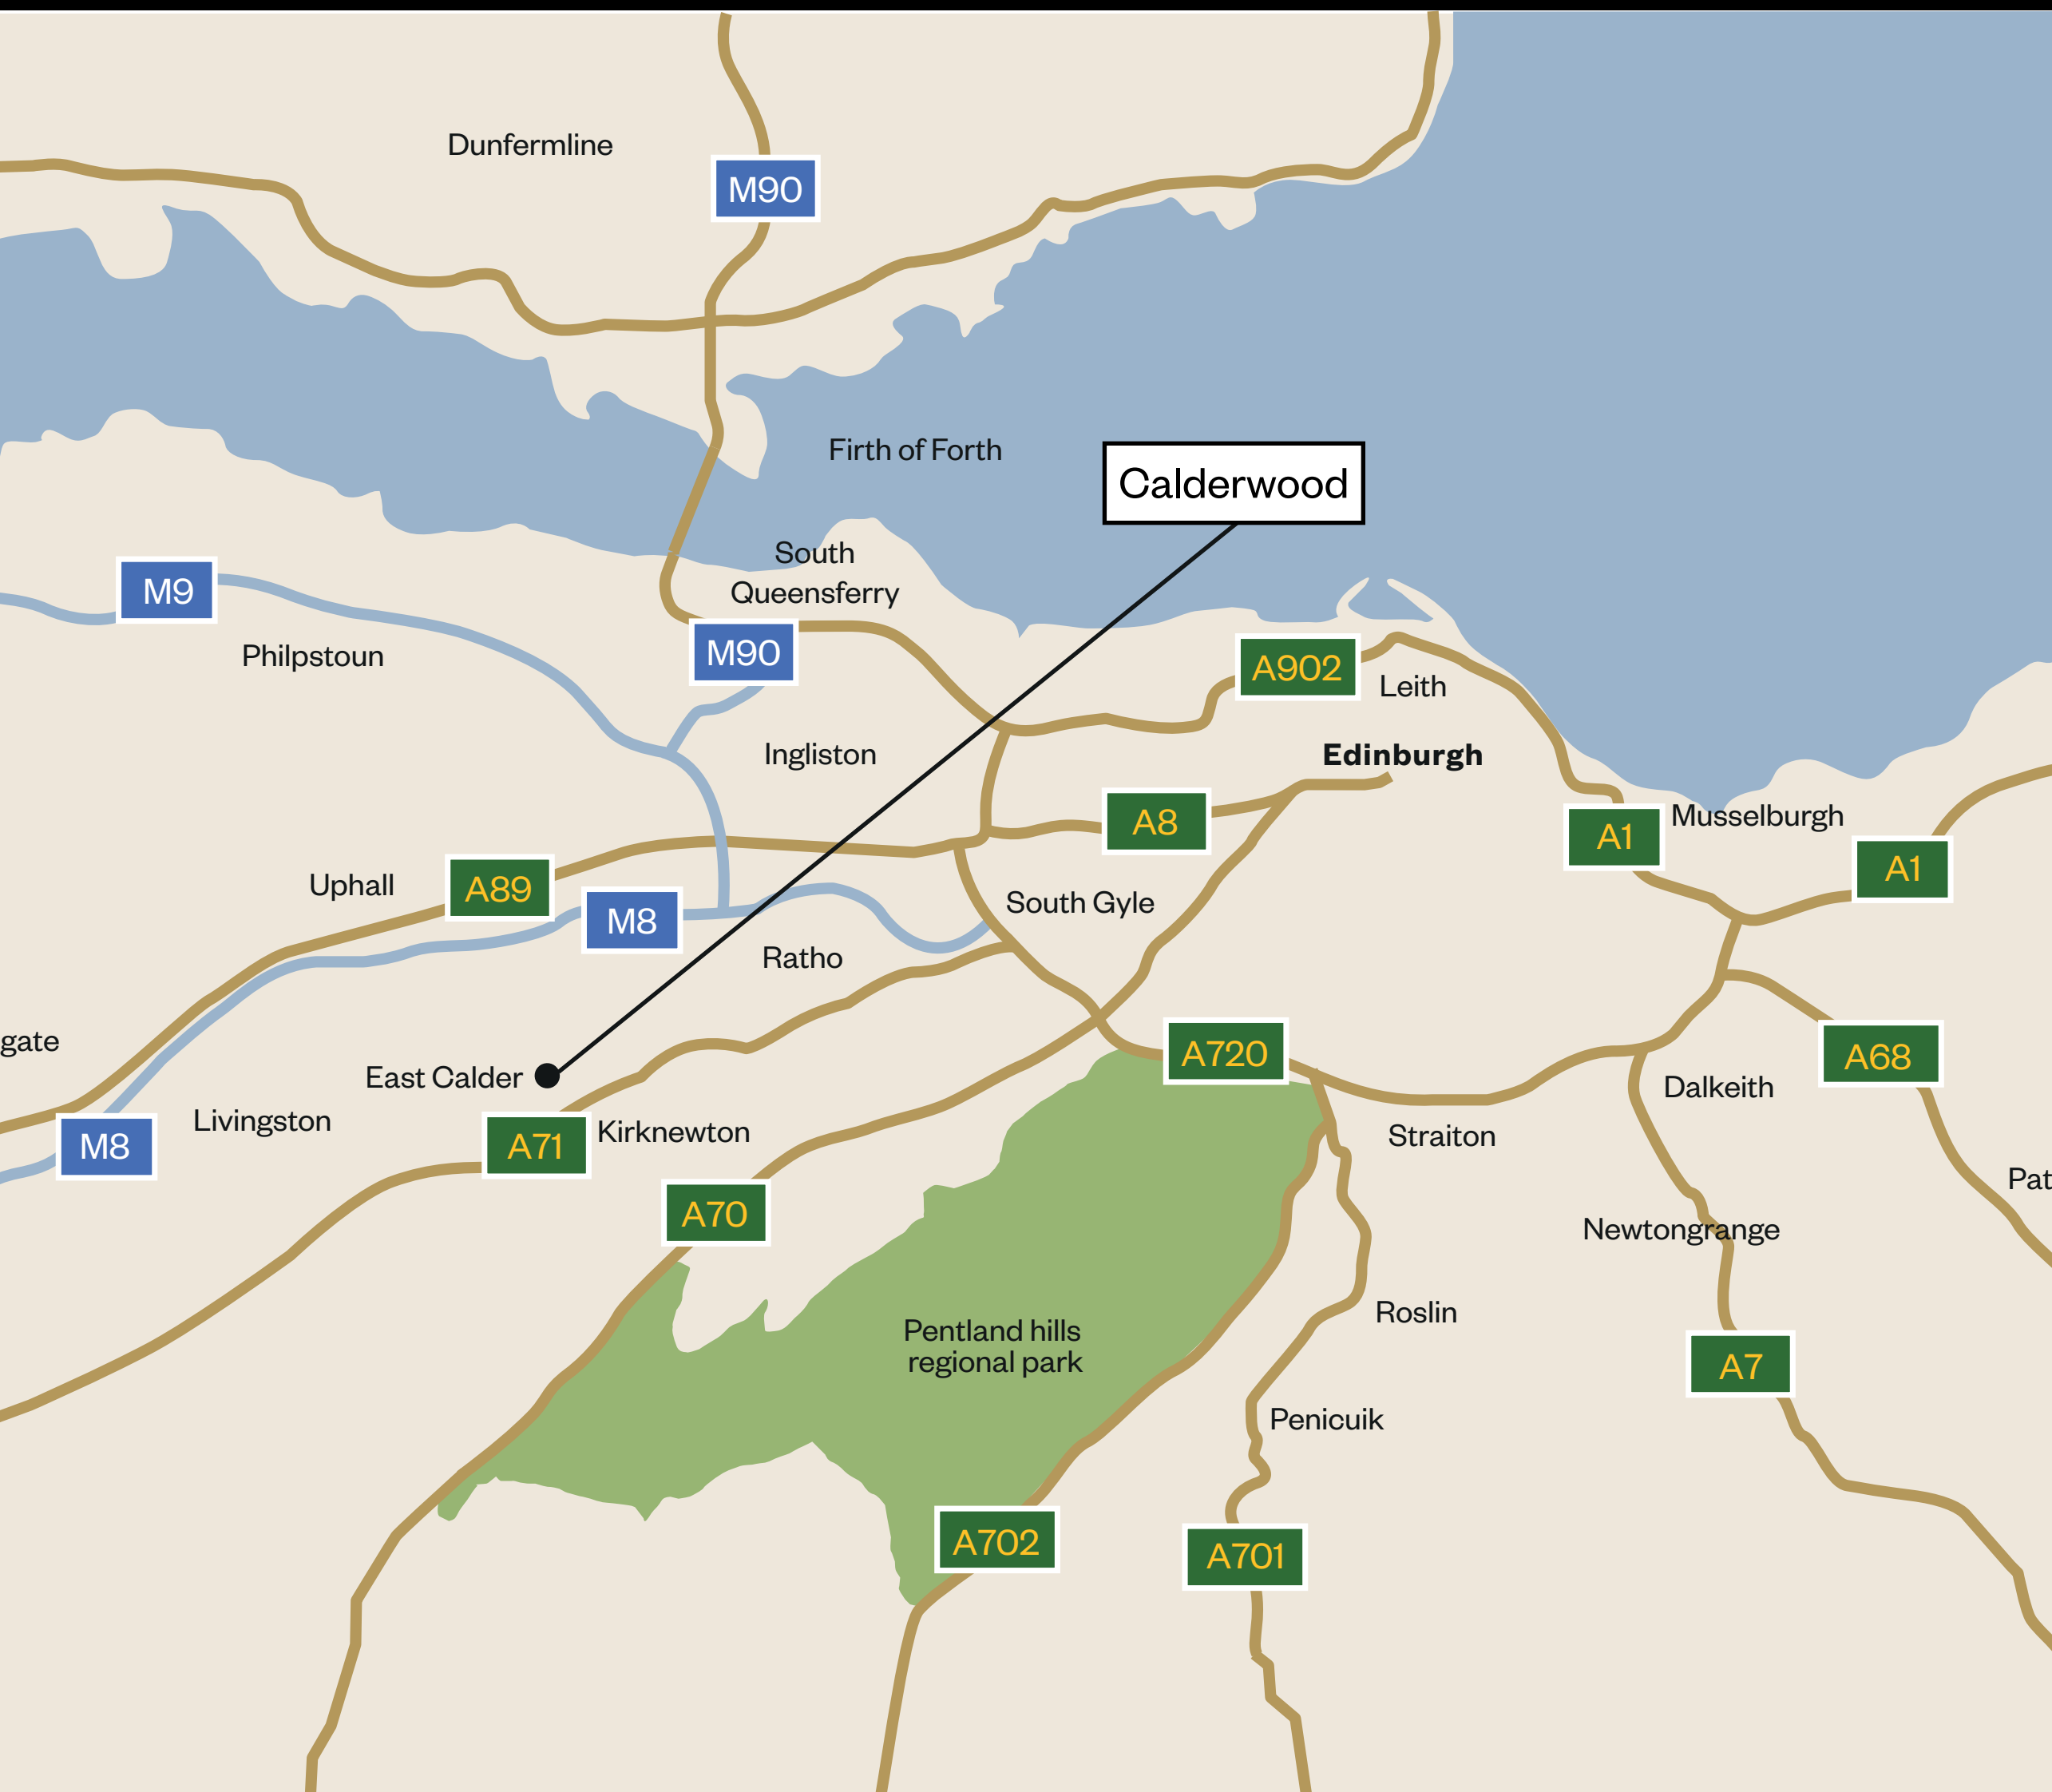 Dunfermline
M90
Firth of Forth
Calderwood
South
Queensferry
M9
Philpstoun
M90
A902
Leith
Ingliston
Edinburgh
A8
A1
Musselburgh
A1
Uphall
A89
M8
South Gyle
Ratho
gate
East Calder
A720
A68
Dalkeith
Livingston
M8
A71
Kirknewton
Straiton
Pat
A70
Newtongrange
Pentland hills
regional park
Roslin
A7
Penicuik
A702
A701